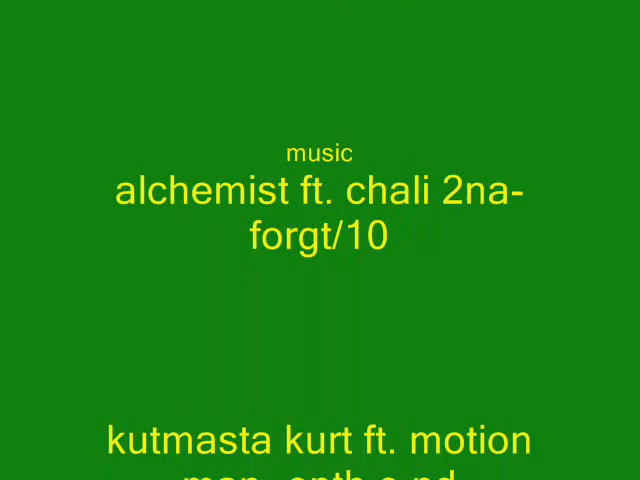 music
alchemist ft. chali 2na-
forgt/10
kutmasta kurt ft. motion